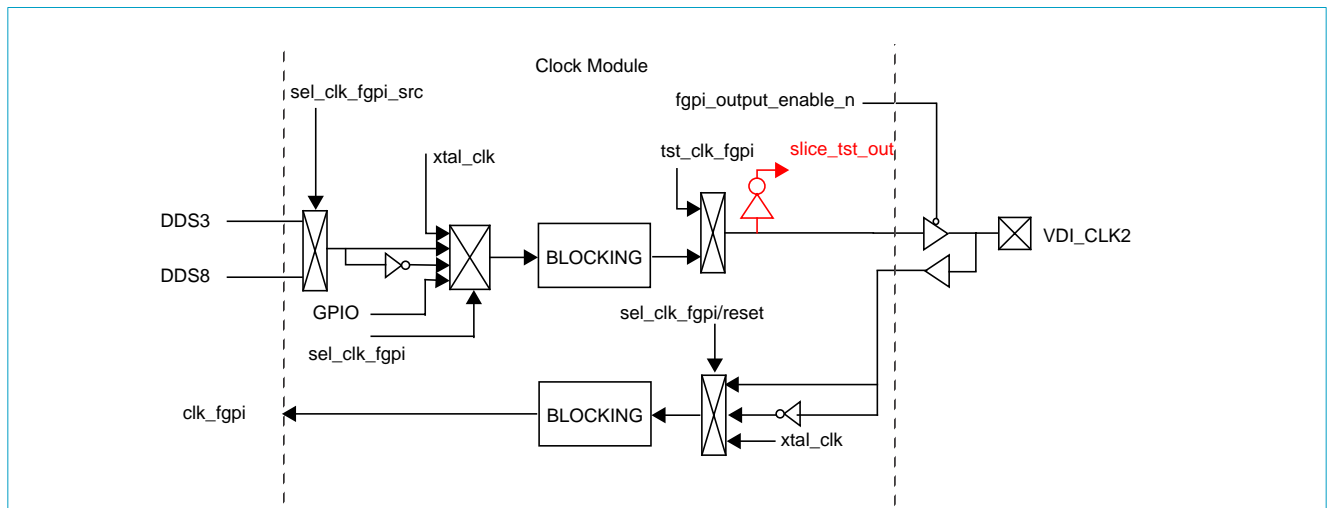 Clock Module
sel_clk_fgpi_src
fgpi_output_enable_n
xtal_clk
tst_clk_fgpi
slice_tst_out
DDS3
VDI_CLK2
BLOCKING
DDS8
GPIO
sel_clk_fgpi/reset
sel_clk_fgpi
clk_fgpi
BLOCKING
xtal_clk